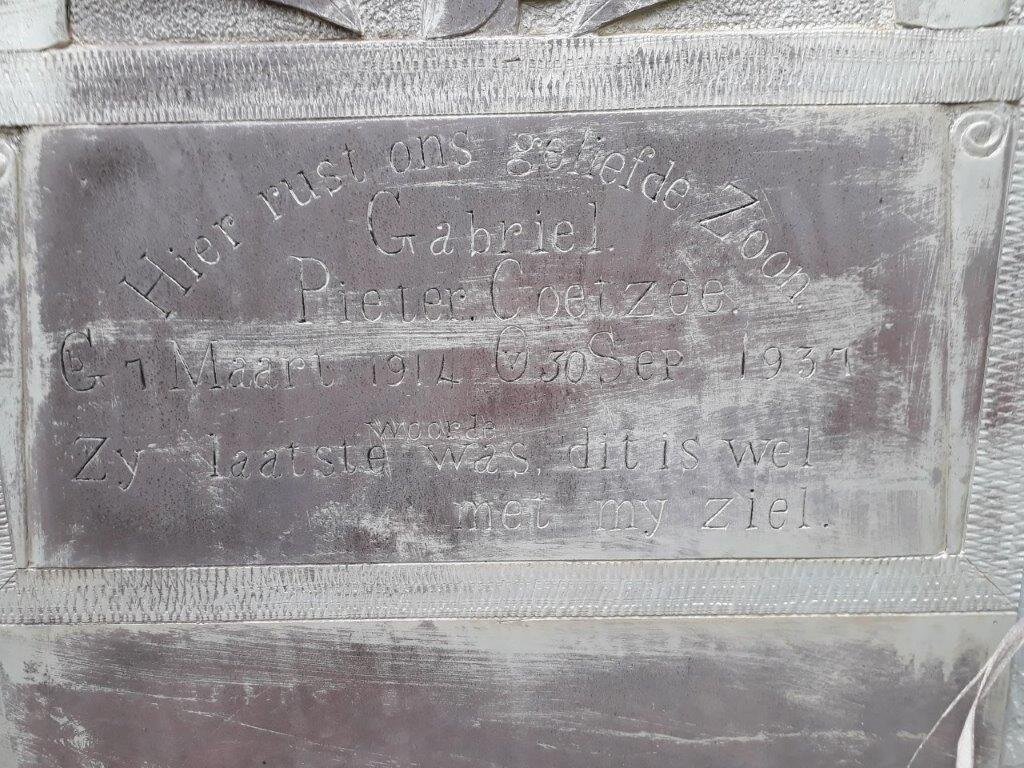 Hier rust ons geliefde Zoon
Gabriel.
Pieter. Coetzee.
G 7 Maart 1914 O 30 Sep 1937
woorde
Zy laatste was, dit is wel
met my ziel.